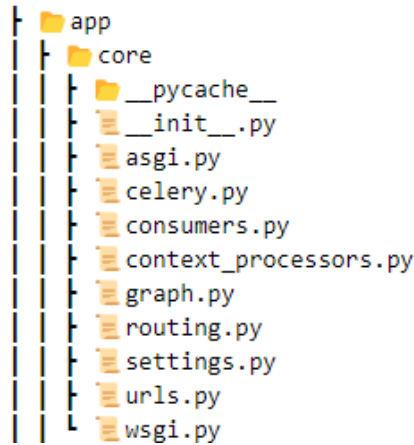 app
core
__pycache__
__init__.py
asgi.py
celery.py
consumers.py
context_processors.py
graph.py
routing.py
settings.py
urls.py
wsgi.py